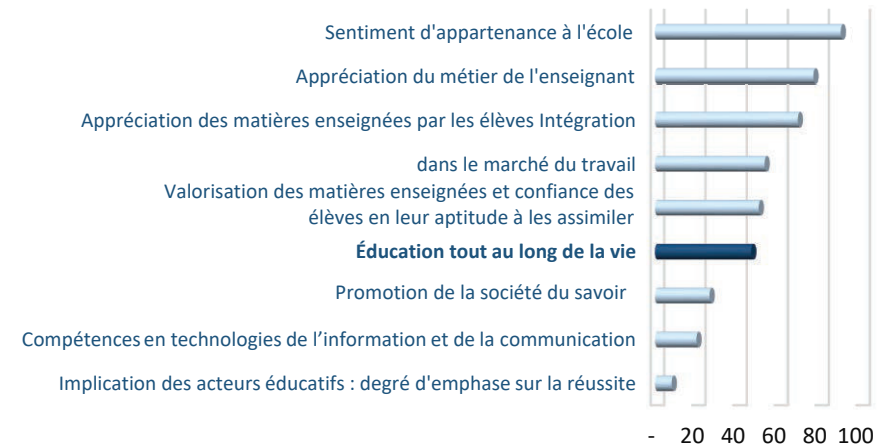 Sentiment d'appartenance à l'école
Appréciation du métier de l'enseignant
Appréciation des matières enseignées par les élèves Intégration
dans le marché du travail
Valorisation des matières enseignées et confiance des
élèves en leur aptitude à les assimiler
Éducation tout au long de la vie
Promotion de la société du savoir
Compétences en technologies de l’information et de la communication
Implication des acteurs éducatifs : degré d'emphase sur la réussite
- 20 40 60 80 100